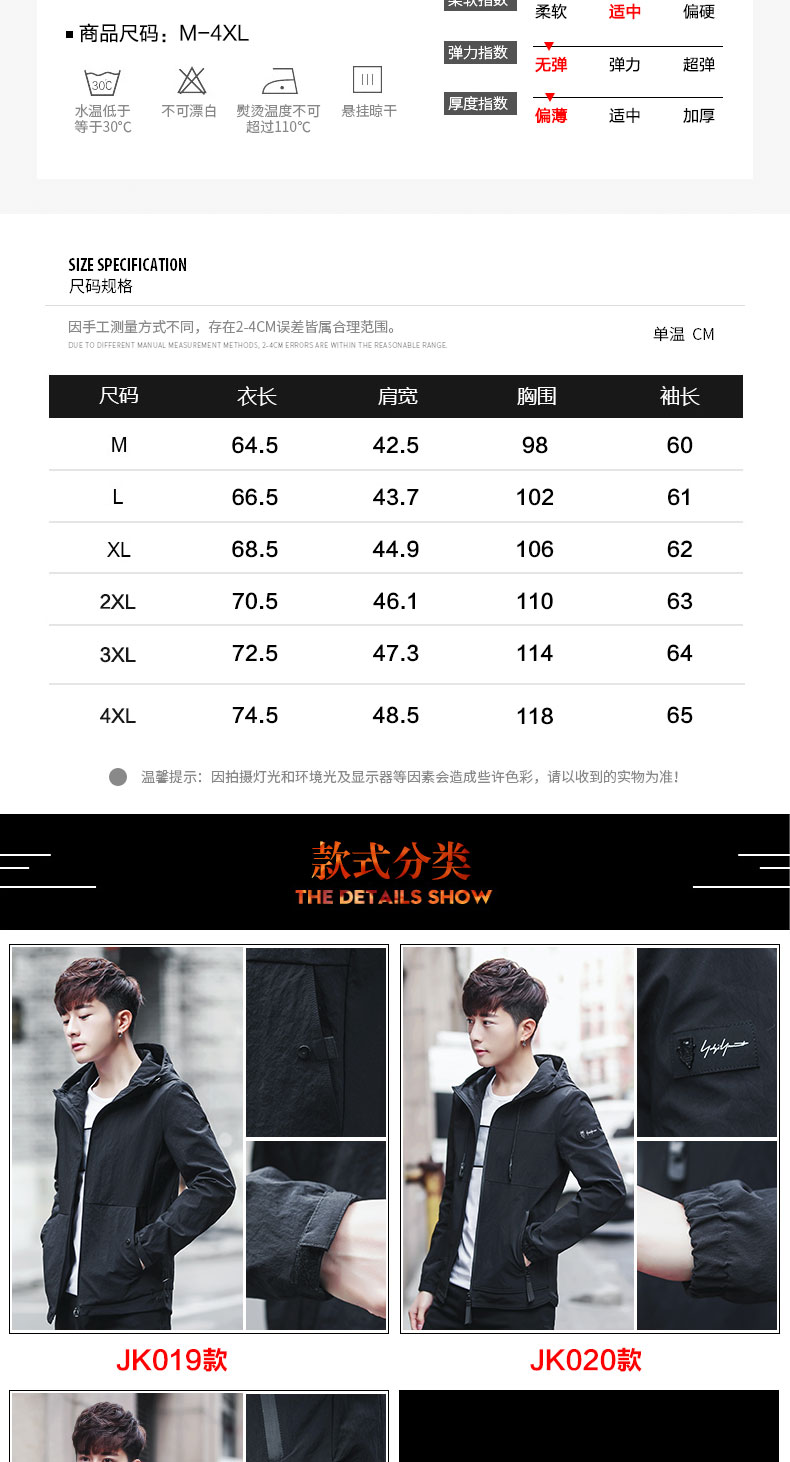 柔软指数 柔软 适中 偏硬
■ 商品尺码：M-4XL
弹力指数 无弹 弹力 超弹
30℃
厚度指数 偏薄 适中 加厚
水温低于 不可漂白 熨烫温度不可 悬挂晾干
等于30℃ 超过110℃
SIZE SPECIFICATION
尺码规格
因手工测量方式不同，存在2-4CM误差皆属合理范围。
单温 CM
DUE TO DIFFERENT MANUAL MEASUREMENT METHODS, 2-4CM ERRORS ARE WITHIN THE REASONABLE RANGE.
尺码 衣长 肩宽 胸围 袖长
M 64.5 42.5 98 60
L 66.5 43.7 102 61
XL 68.5 44.9 106 62
2XL 70.5 46.1 110 63
3XL 72.5 47.3 114 64
4XL 74.5 48.5 118 65
温馨提示：因拍摄灯光和环境光及显示器等因素会造成些许色彩，请以收到的实物为准！
款式分类
THE DETAILS SHOW
JK019款 JK020款